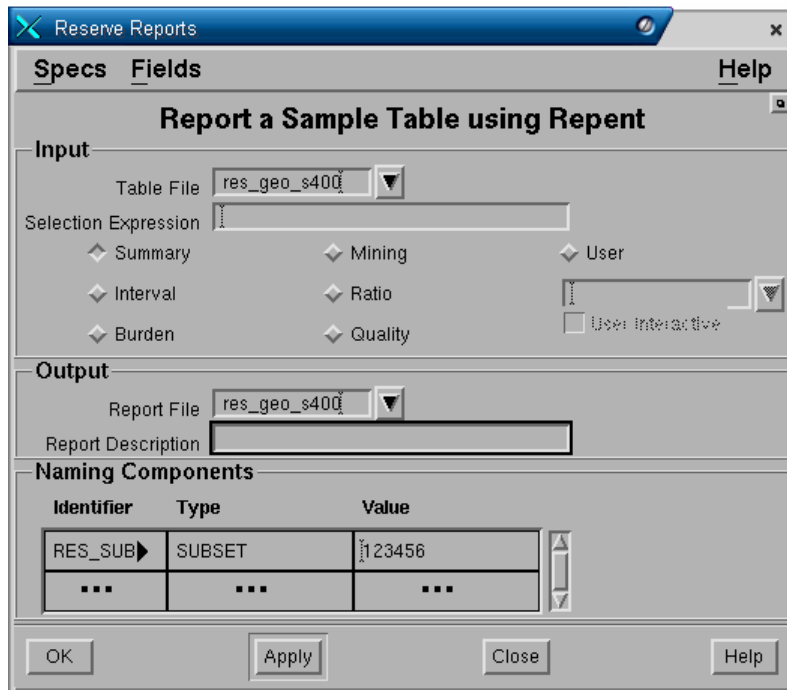 Reserve Reports
Specs Fields Help
Report a Sample Table using Repent
Input
Table File res_geo_s400
Selection Expression
Summary Mining User
Interval Ratio
User Interactive
Burden Quality
Output
Report File res_geo_s400
Report Description
Naming Components
Identifier Type Value
RES_SUB SUBSET 123456
... ... ...
OK Apply Close Help